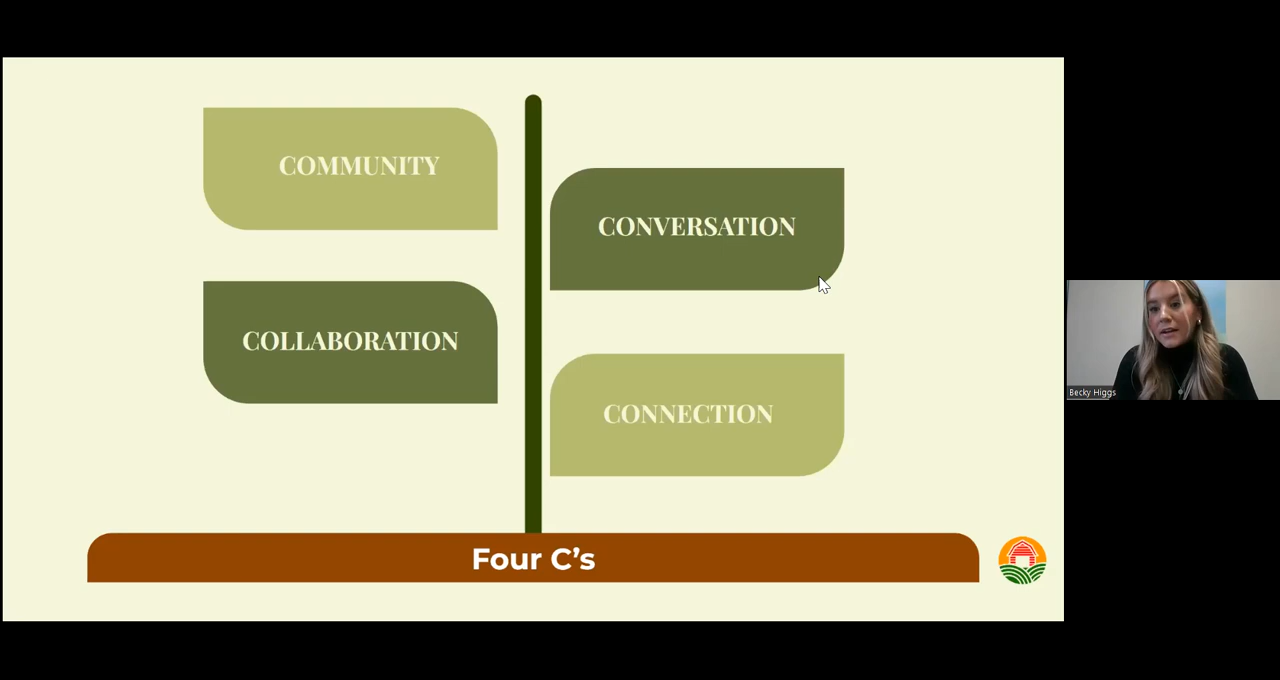 COMMUNITY
CONVERSATION
COLLABORATION
CONNECTION
Four C’s
Becky Higgs